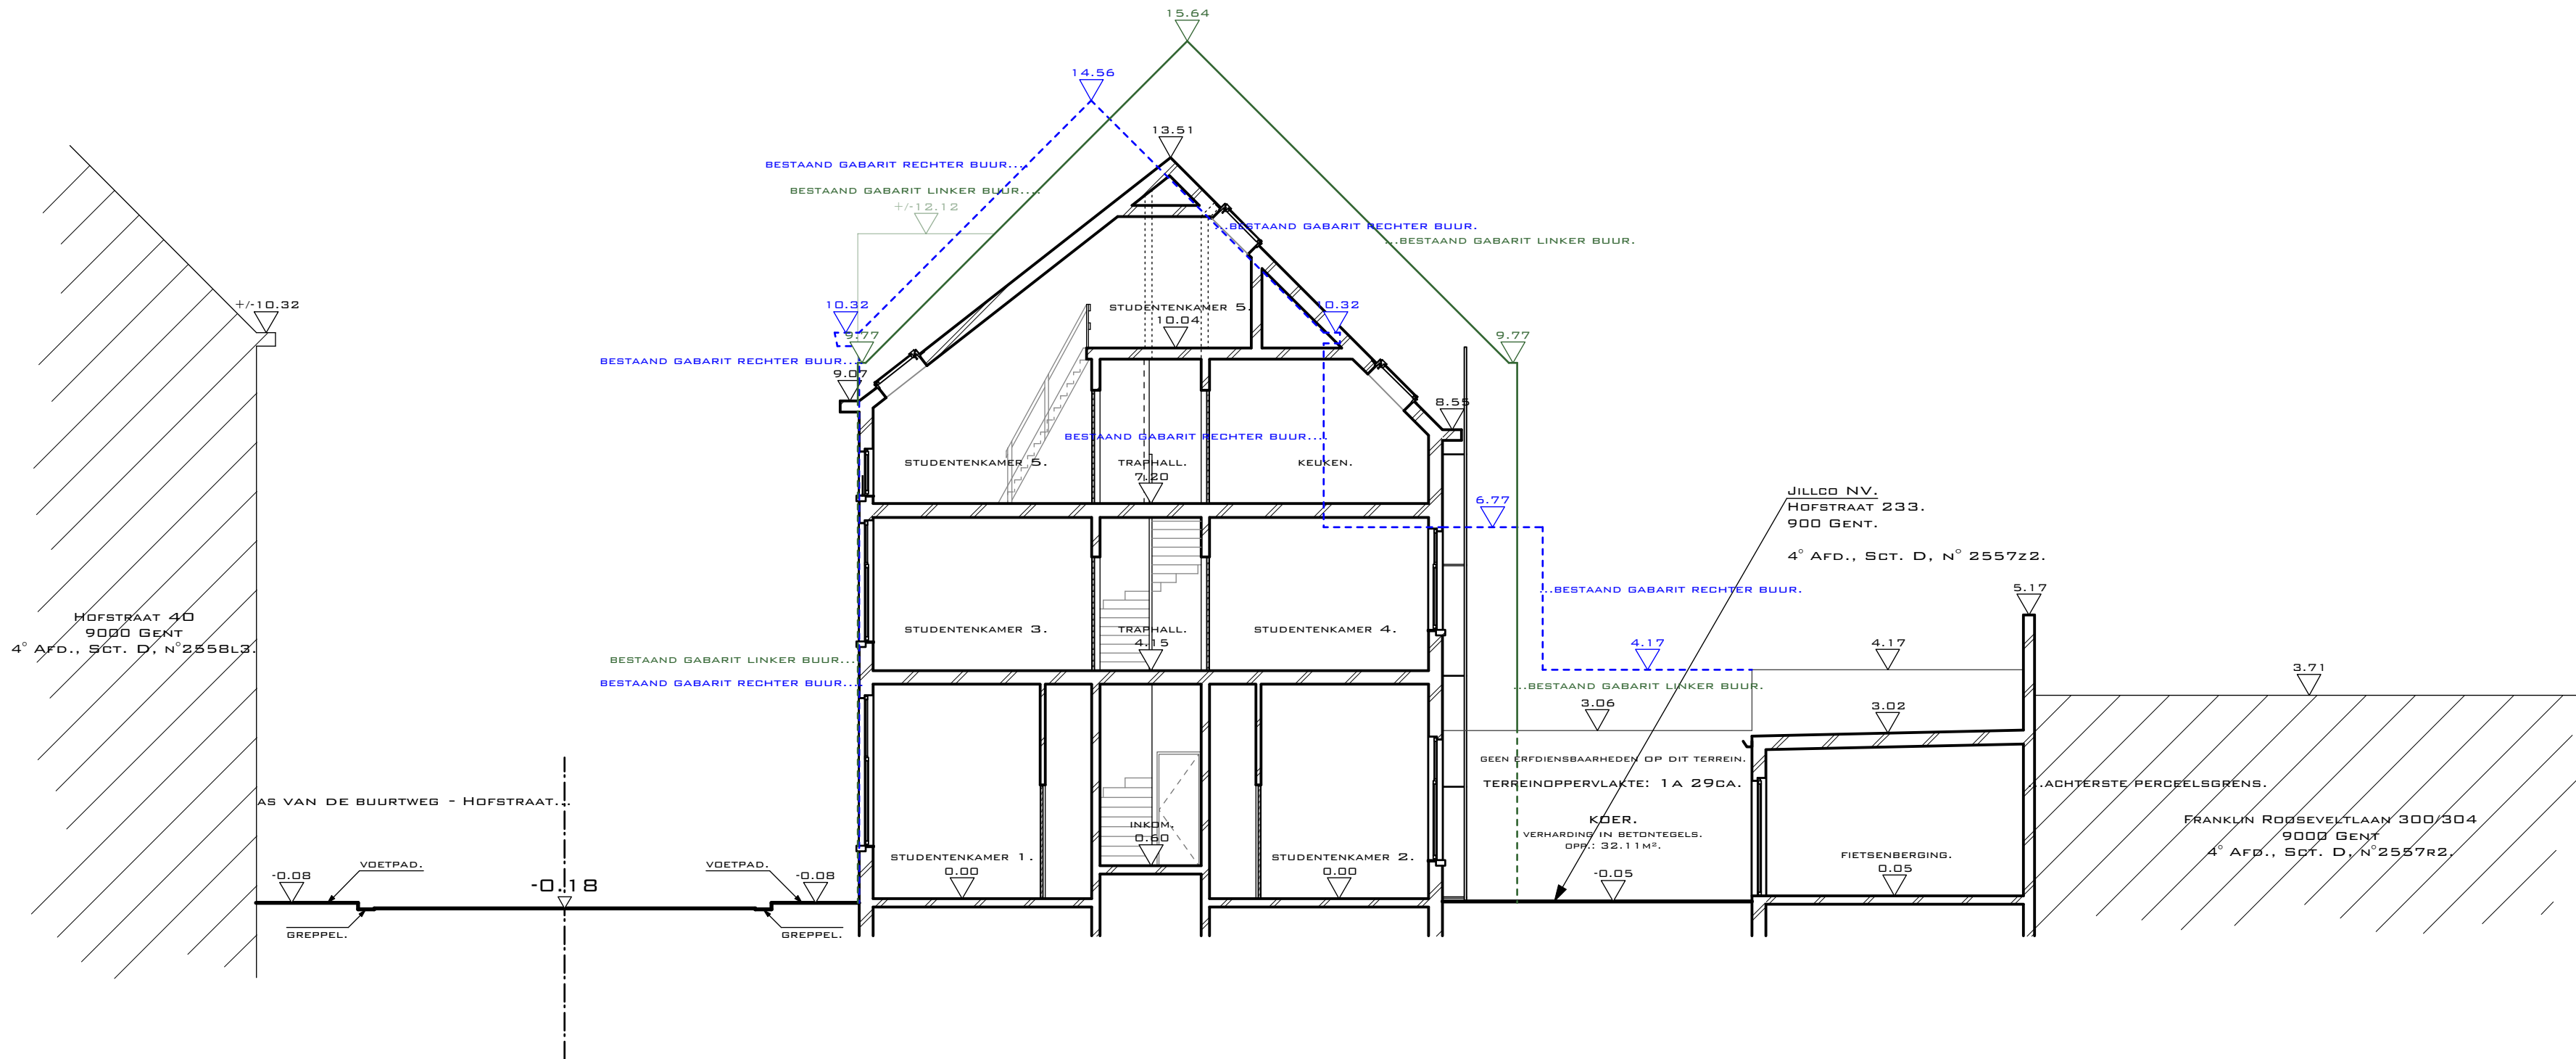 15.64
14.56
13.51
BESTAAND GABARIT RECHTER BUUR...
BESTAAND GABARIT LINKER BUUR...
+/-12.12
...BESTAAND GABARIT RECHTER BUUR.
...BESTAAND GABARIT LINKER BUUR.
+/-10.32
10.32
STUDENTENKAMER 5.
10.04
10.32
9.77
9.77
BESTAAND GABARIT RECHTER BUUR...
9.07
8.55
BESTAAND GABARIT RECHTER BUUR...
STUDENTENKAMER 5.
TRAPHALL.
7.20
KEUKEN.
6.77
JILLCO NV.
HOFSTRAAT 233.
900 GENT.
4° AFD., SCT. D, N° 2557Z2.
...BESTAAND GABARIT RECHTER BUUR.
5.17
HOFSTRAAT 40
9000 GENT
4° AFD., SCT. D, N°2558L3.
STUDENTENKAMER 3.
TRAPHALL.
4.15
STUDENTENKAMER 4.
4.17
4.17
BESTAAND GABARIT LINKER BUUR...
BESTAAND GABARIT RECHTER BUUR...
...BESTAAND GABARIT LINKER BUUR.
3.71
3.06
3.02
GEEN ERFDIENSBAARHEDEN OP DIT TERREIN.
TERREINOPPERVLAKTE: 1A 29CA.
...ACHTERSTE PERCEELSGRENS.
AS VAN DE BUURTWEG - HOFSTRAAT...
KOER.
VERHARDING IN BETONTEGELS.
OPP.: 32.11M².
FRANKLIN ROOSEVELTLAAN 300/304
9000 GENT
4° AFD., SCT. D, N°2557R2.
INKOM.
0.60
STUDENTENKAMER 1.
0.00
STUDENTENKAMER 2.
0.00
FIETSENBERGING.
0.05
VOETPAD.
VOETPAD.
-0.08
-0.18
-0.08
-0.05
GREPPEL.
GREPPEL.